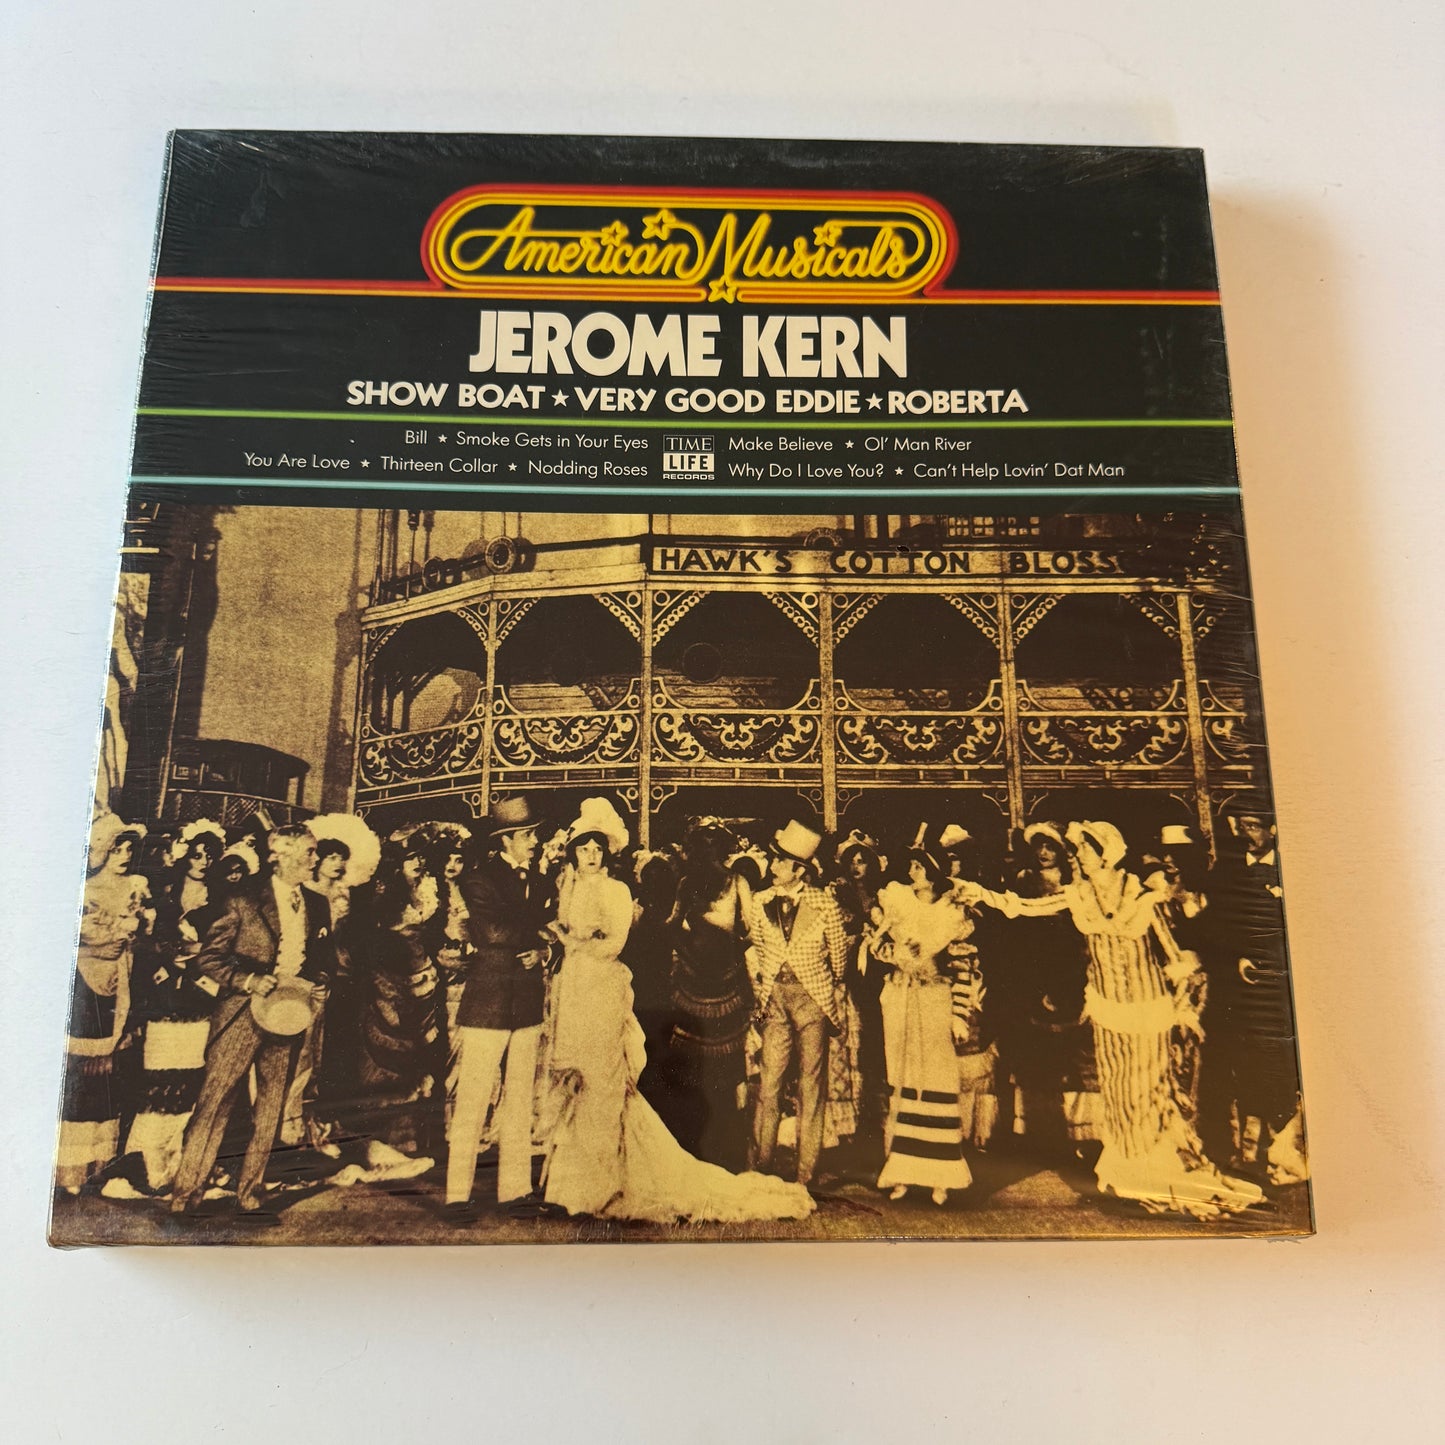 American Musicals
JEROME KERN
SHOW BOAT ★ VERY GOOD EDDIE ★ ROBERTA
Bill ★ Smoke Gets in Your Eyes
You Are Love ★ Thirteen Collar ★ Nodding Roses
TIME
LIFE
RECORDS
Make Believe ★ Ol' Man River
Why Do I Love You? ★ Can't Help Lovin' Dat Man
HAWK'S COTTON BLOSS